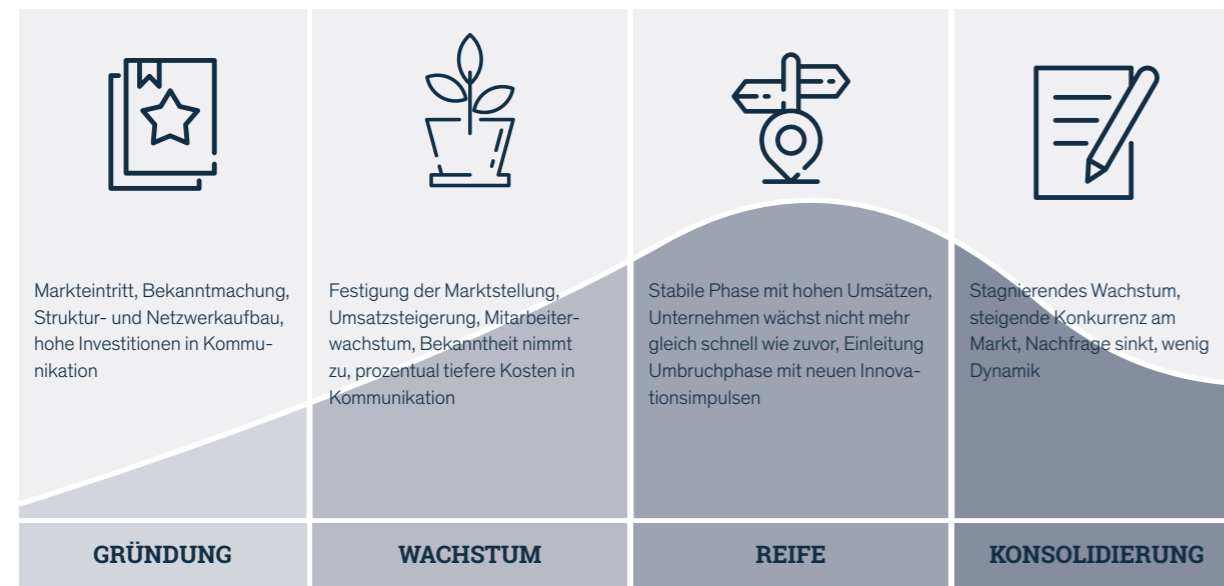 Markteintritt, Bekanntmachung,
Struktur- und Netzwerkaufbau,
hohe Investitionen in Kommu-
nikation
Festigung der Marktstellung,
Umsatzsteigerung, Mitarbeiter-
wachstum, Bekanntheit nimmt
zu, prozentual tiefere Kosten in
Kommunikation
Stabile Phase mit hohen Umsätzen,
Unternehmen wächst nicht mehr
gleich schnell wie zuvor, Einleitung
Umbruchphase mit neuen Innova-
tionsimpulsen
Stagnierendes Wachstum,
steigende Konkurrenz am
Markt, Nachfrage sinkt, wenig
Dynamik
GRÜNDUNG
WACHSTUM
REIFE
KONSOLIDIERUNG